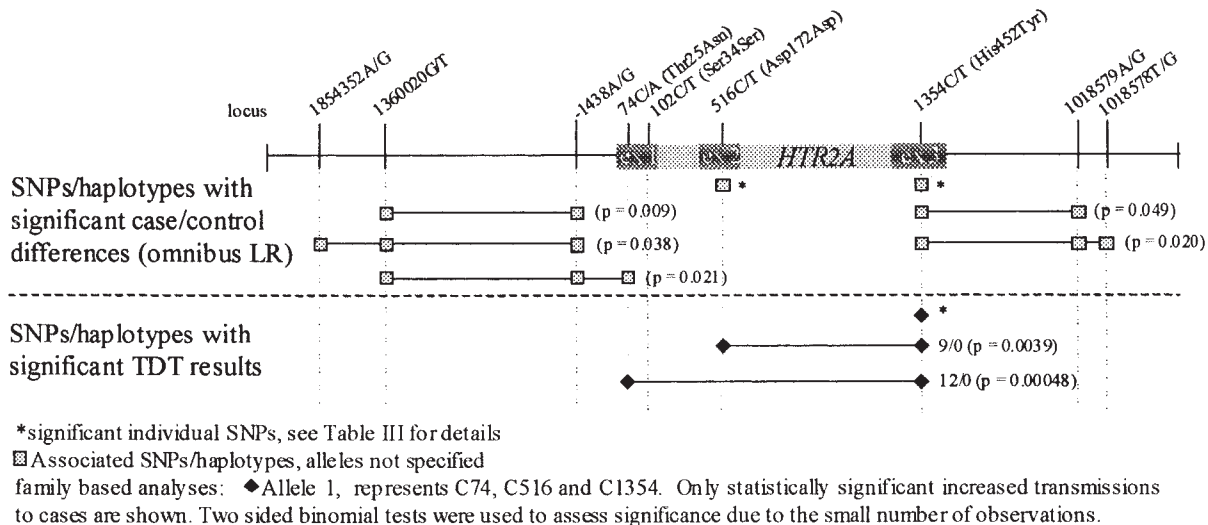 locus
1854352A/G
1360020G/T
-1438A/G
74C/A (Thr25Asn)
102C/T (Ser34Ser)
516C/T (Asp172Asp)
1354C/T (His452Tyr)
1018579A/G
1018578T/G
HTR2A
SNPs/haplotypes with
significant case/control
differences (omnibus LR)
*
*
(p = 0.009)
(p = 0.049)
(p = 0.038)
(p = 0.020)
(p = 0.021)
SNPs/haplotypes with
significant TDT results
*
9/0 (p = 0.0039)
12/0 (p = 0.00048)
*significant individual SNPs, see Table III for details
Associated SNPs/haplotypes, alleles not specified
family based analyses: ◆Allele 1, represents C74, C516 and C1354. Only statistically significant increased transmissions
to cases are shown. Two sided binomial tests were used to assess significance due to the small number of observations.